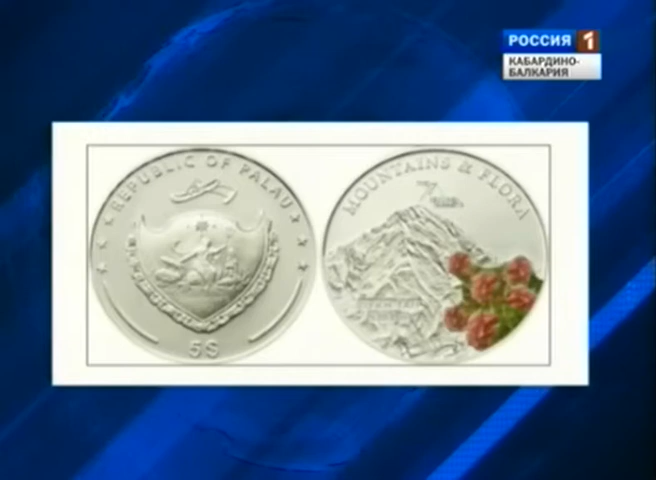 РОССИЯ 1
КАБАРДИНО-
БАЛКАРИЯ
REPUBLIC OF PALAU
5$
MOUNTAINS & FLORA